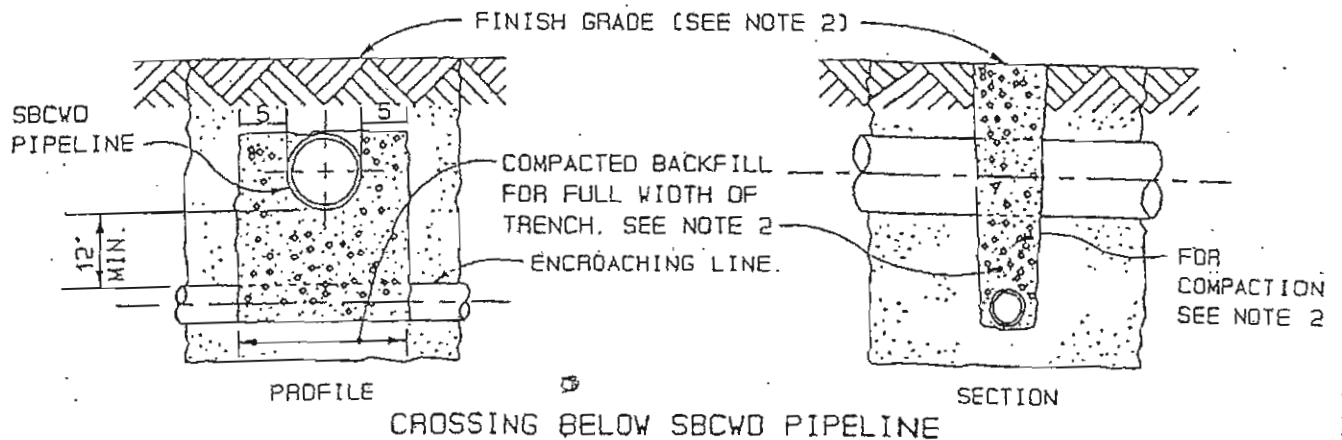 FINISH GRADE (SEE NOTE 2)
5 5
SBCWD
PIPELINE
12"
MIN.
COMPACTED BACKFILL
FOR FULL WIDTH OF
TRENCH. SEE NOTE 2
ENCROACHING LINE.
FOR
COMPACTION
SEE NOTE 2
PROFILE
SECTION
CROSSING BELOW SBCWD PIPELINE